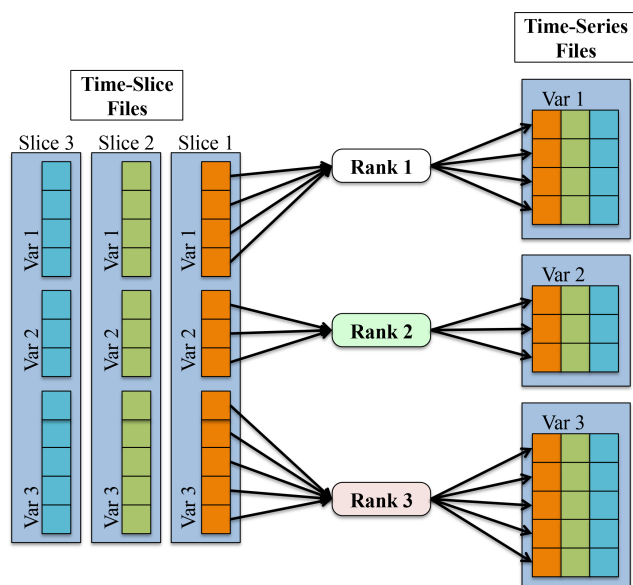 Time-Series
Files
Time-Slice
Files
Var 1
Slice 3
Slice 2
Slice 1
Rank 1
Var 1
Var 1
Var 1
Var 2
Var 2
Var 2
Var 2
Rank 2
Var 3
Var 3
Var 3
Var 3
Rank 3